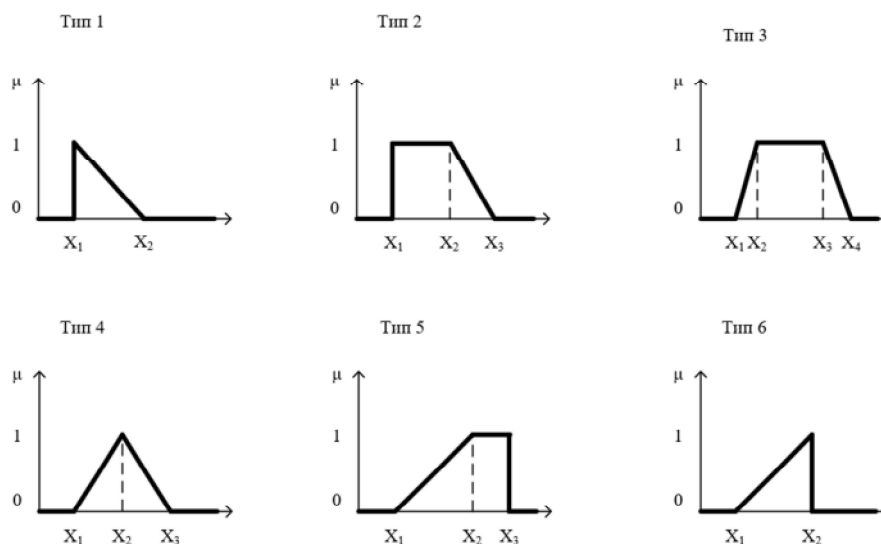 Тип 1
μ
1
0
X₁ X₂
Тип 2
μ
1
0
X₁ X₂ X₃
Тип 3
μ
1
0
X₁ X₂ X₃ X₄
Тип 4
μ
1
0
X₁ X₂ X₃
Тип 5
μ
1
0
X₁ X₂ X₃
Тип 6
μ
1
0
X₁ X₂